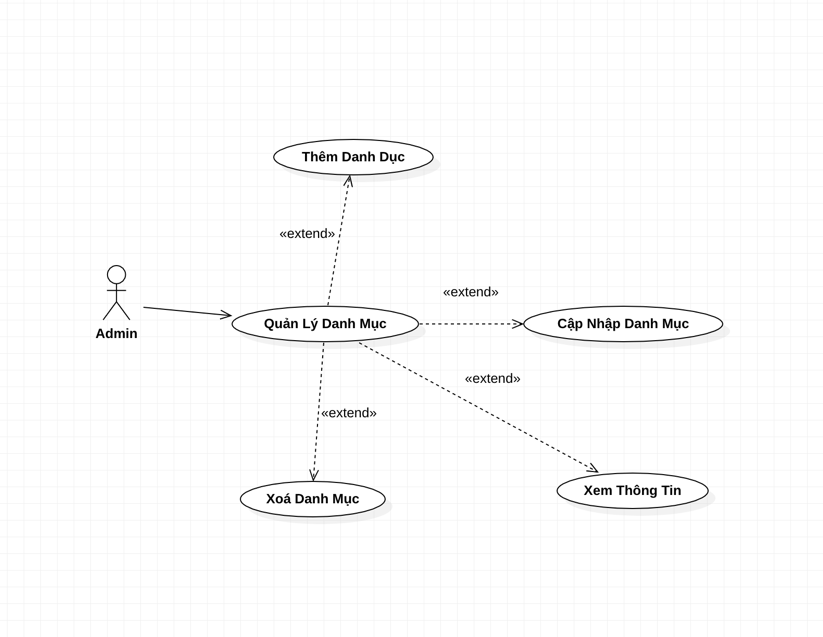 Thêm Danh Dục
«extend»
«extend»
Quản Lý Danh Mục
Cập Nhập Danh Mục
Admin
«extend»
«extend»
Xoá Danh Mục
Xem Thông Tin